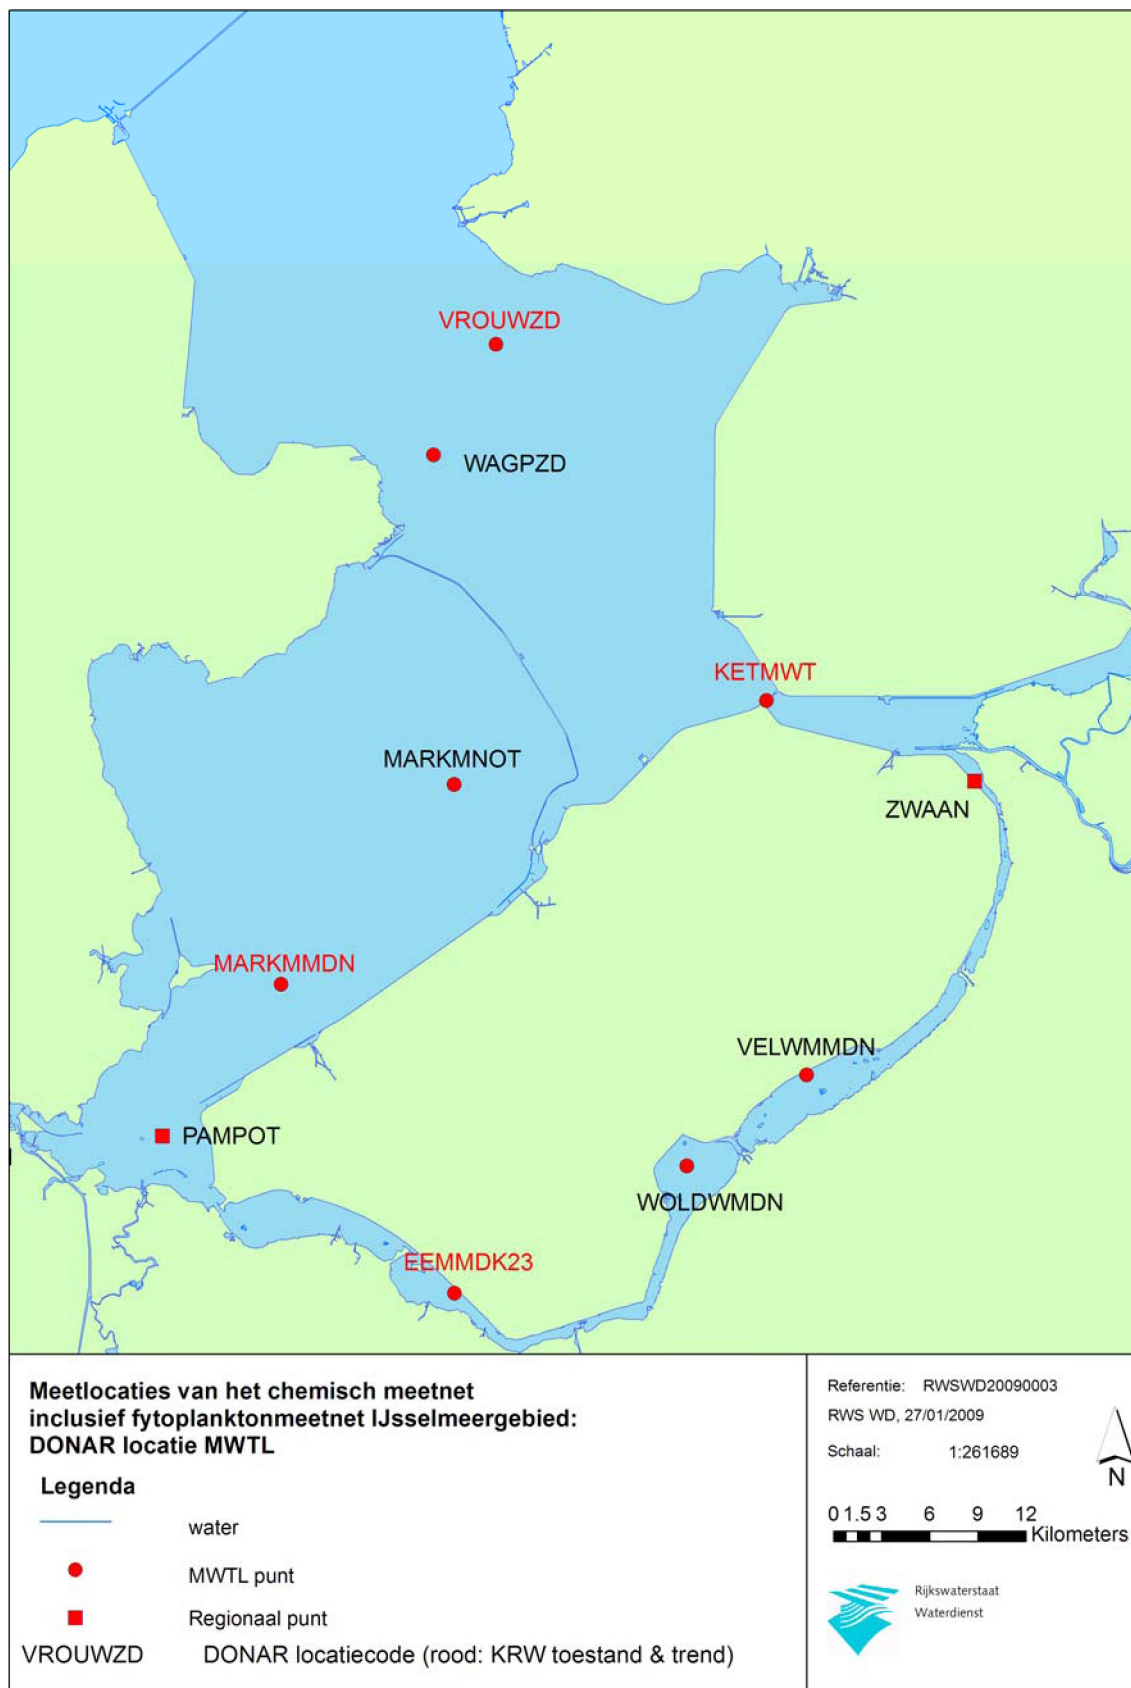 VROUWZD
WAGPZD
KETMWT
MARKMNOT
ZWAAN
MARKMMDN
VELWMMDN
PAMPOT
WOLDWMDN
EEMMDK23
Meetlocaties van het chemisch meetnet
inclusief fytoplanktonmeetnet IJsselmeergebied:
DONAR locatie MWTL
Legenda
water
MWTL punt
Regionaal punt
VROUWZD DONAR locatiecode (rood: KRW toestand & trend)
Referentie: RWSWD20090003
RWS WD, 27/01/2009
Schaal: 1:261689
N
0 1.5 3 6 9 12
Kilometers
Rijkswaterstaat
Waterdienst